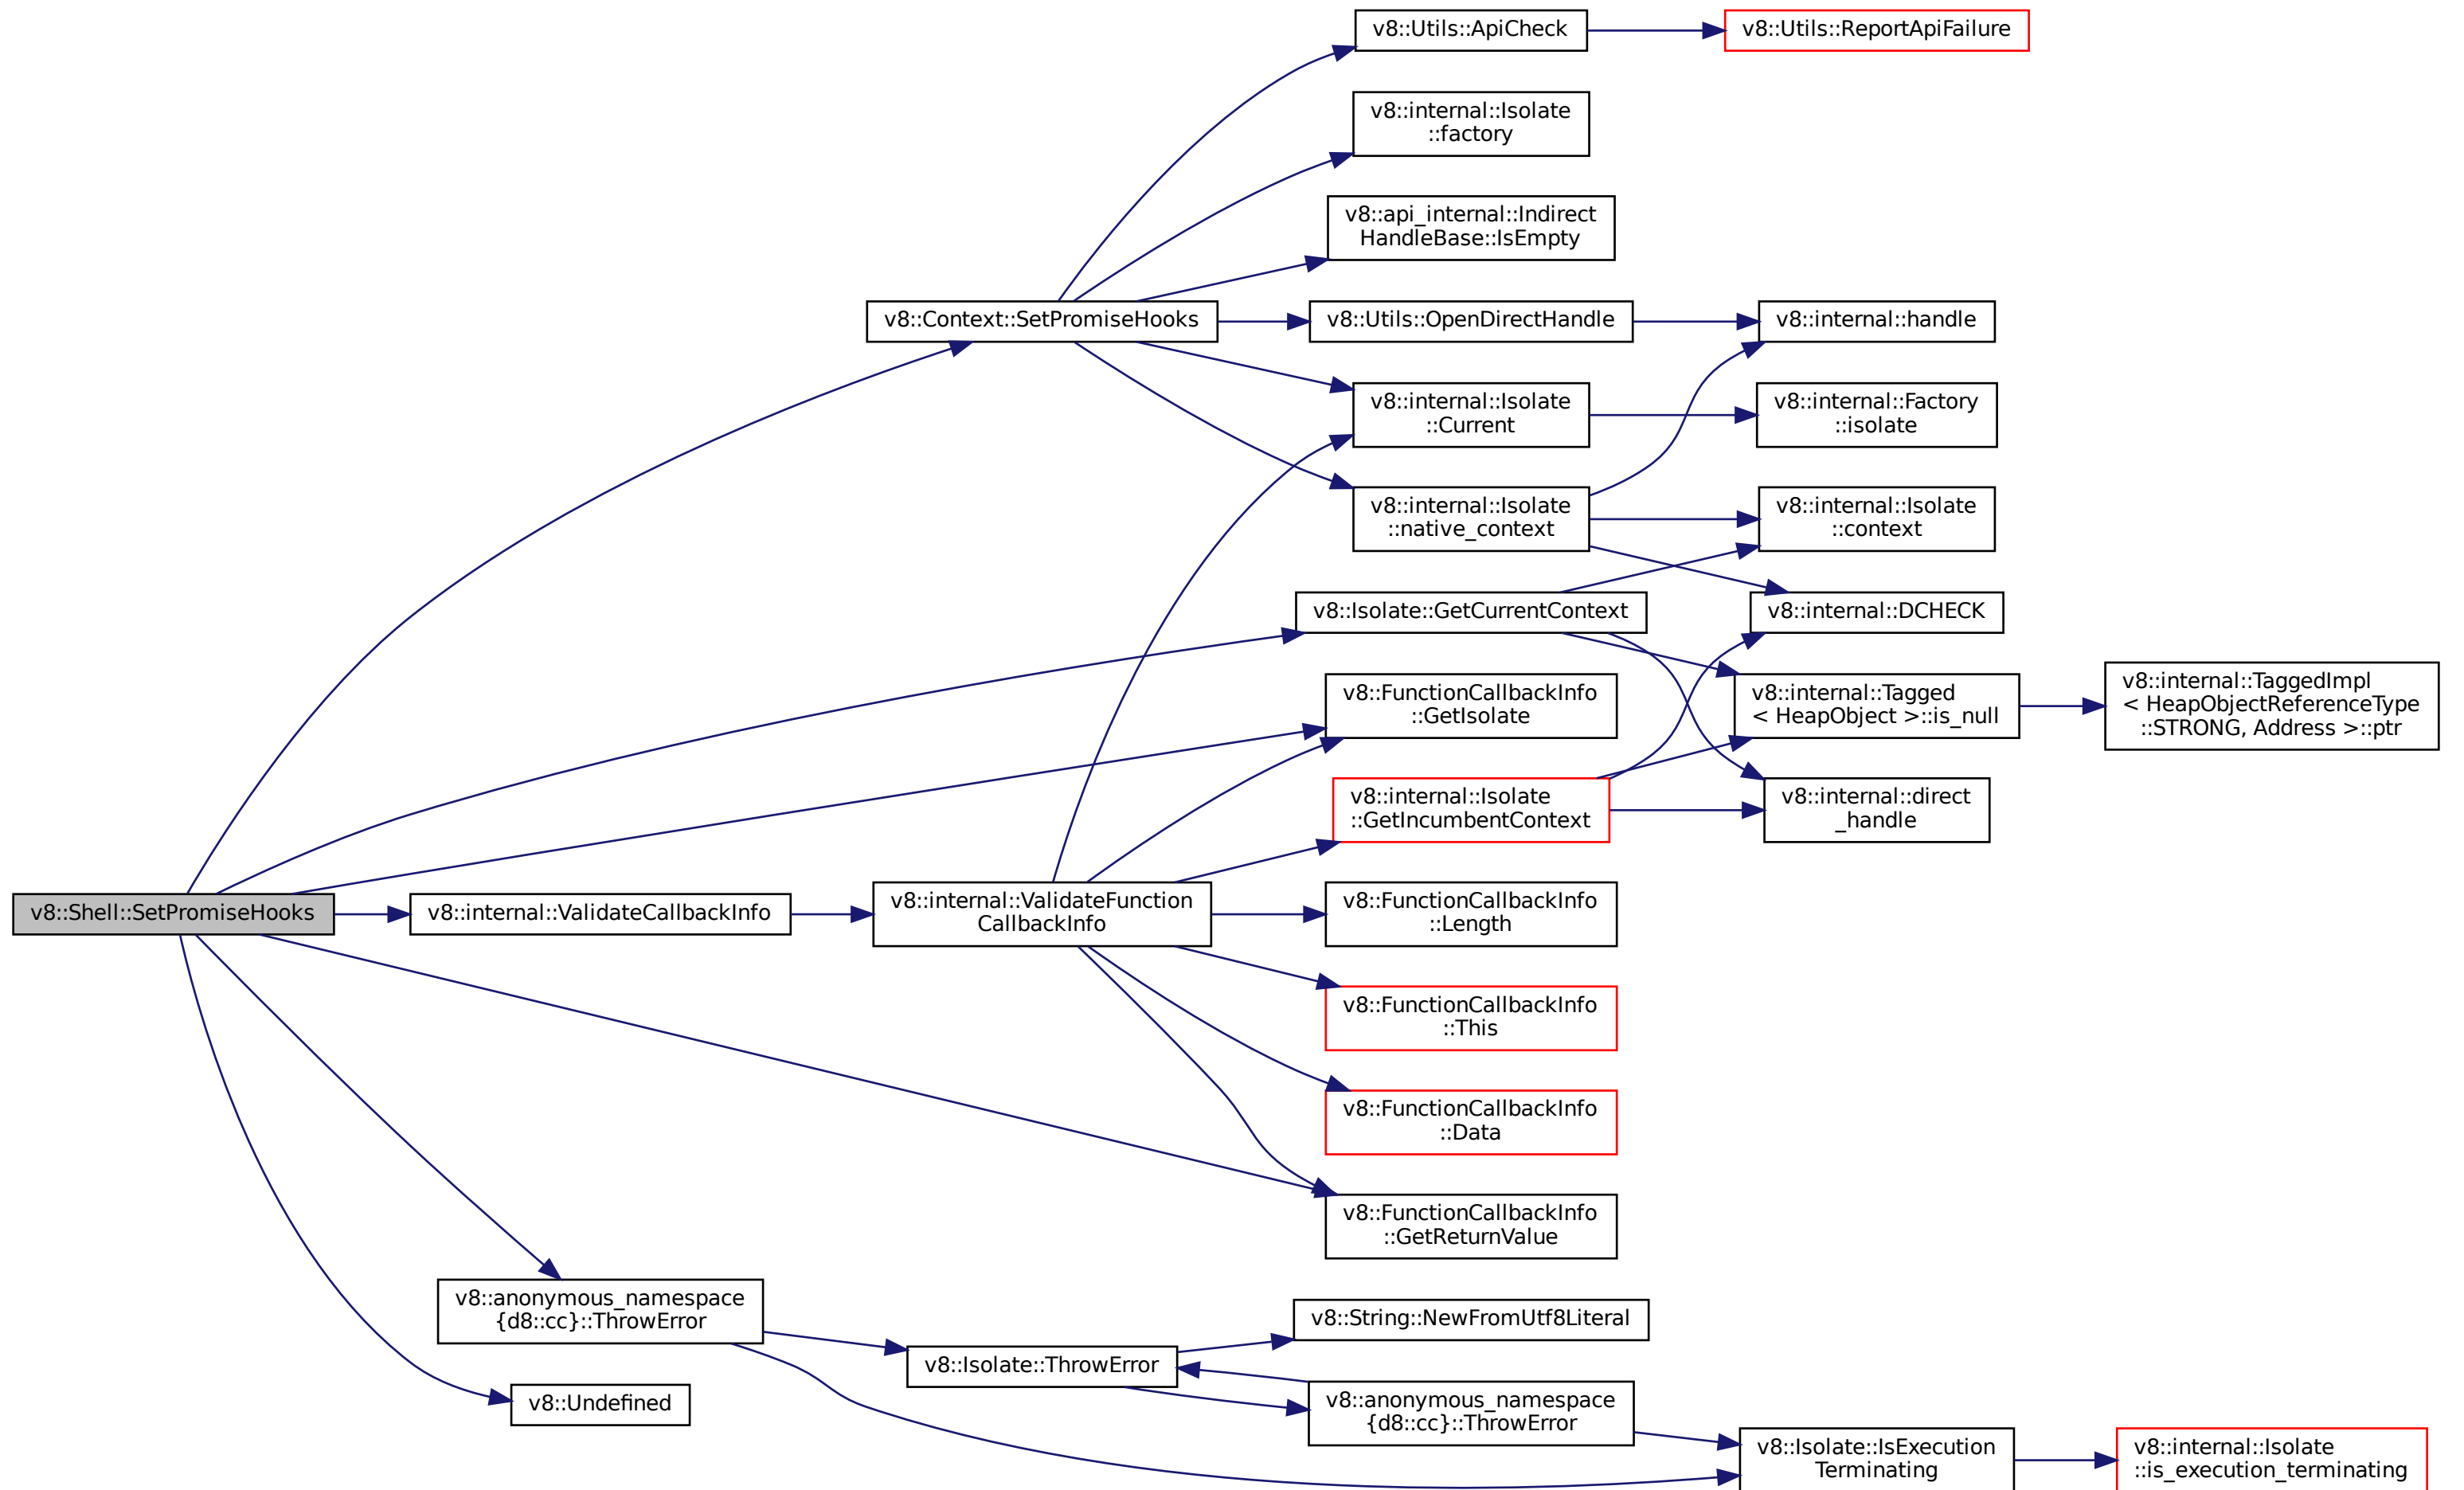 v8::Utils::ApiCheck
v8::Utils::ReportApiFailure
v8::internal::Isolate
::factory
v8::api_internal::Indirect
HandleBase::IsEmpty
v8::Context::SetPromiseHooks
v8::Utils::OpenDirectHandle
v8::internal::handle
v8::internal::Isolate
::Current
v8::internal::Factory
::isolate
v8::internal::Isolate
::native_context
v8::internal::Isolate
::context
v8::Isolate::GetCurrentContext
v8::internal::DCHECK
v8::FunctionCallbackInfo
::GetIsolate
v8::internal::Tagged
< HeapObject >::is_null
v8::internal::TaggedImpl
< HeapObjectReferenceType
::STRONG, Address >::ptr
v8::internal::Isolate
::GetIncumbentContext
v8::internal::direct
_handle
v8::Shell::SetPromiseHooks
v8::internal::ValidateCallbackInfo
v8::internal::ValidateFunction
CallbackInfo
v8::FunctionCallbackInfo
::Length
v8::FunctionCallbackInfo
::This
v8::FunctionCallbackInfo
::Data
v8::FunctionCallbackInfo
::GetReturnValue
v8::anonymous_namespace
{d8::cc}::ThrowError
v8::String::NewFromUtf8Literal
v8::Isolate::ThrowError
v8::Undefined
v8::anonymous_namespace
{d8::cc}::ThrowError
v8::Isolate::IsExecution
Terminating
v8::internal::Isolate
::is_execution_terminating